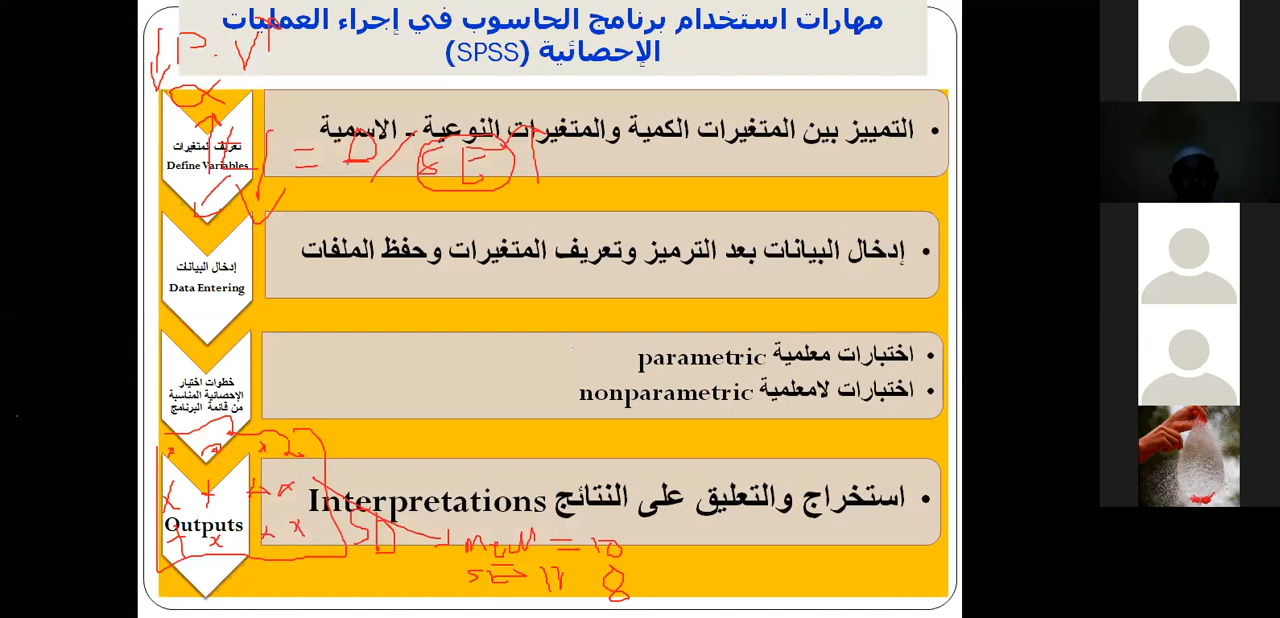 مهارات استخدام برنامج الحاسوب في إجراء العمليات
الإحصائية (SPSS)
P.V
α
تعريف المتغيرات
Define Variables
• التمييز بين المتغيرات الكمية والمتغيرات النوعية - الاسمية
= D/
إدخال البيانات
Data Entering
• إدخال البيانات بعد الترميز وتعريف المتغيرات وحفظ الملفات
خطوات اختيار
الإحصائية المناسبة
من قائمة البرنامج
• اختبارات معلمية parametric
• اختبارات لامعلمية nonparametric
Outputs
• استخراج والتعليق على النتائج Interpretations
SD